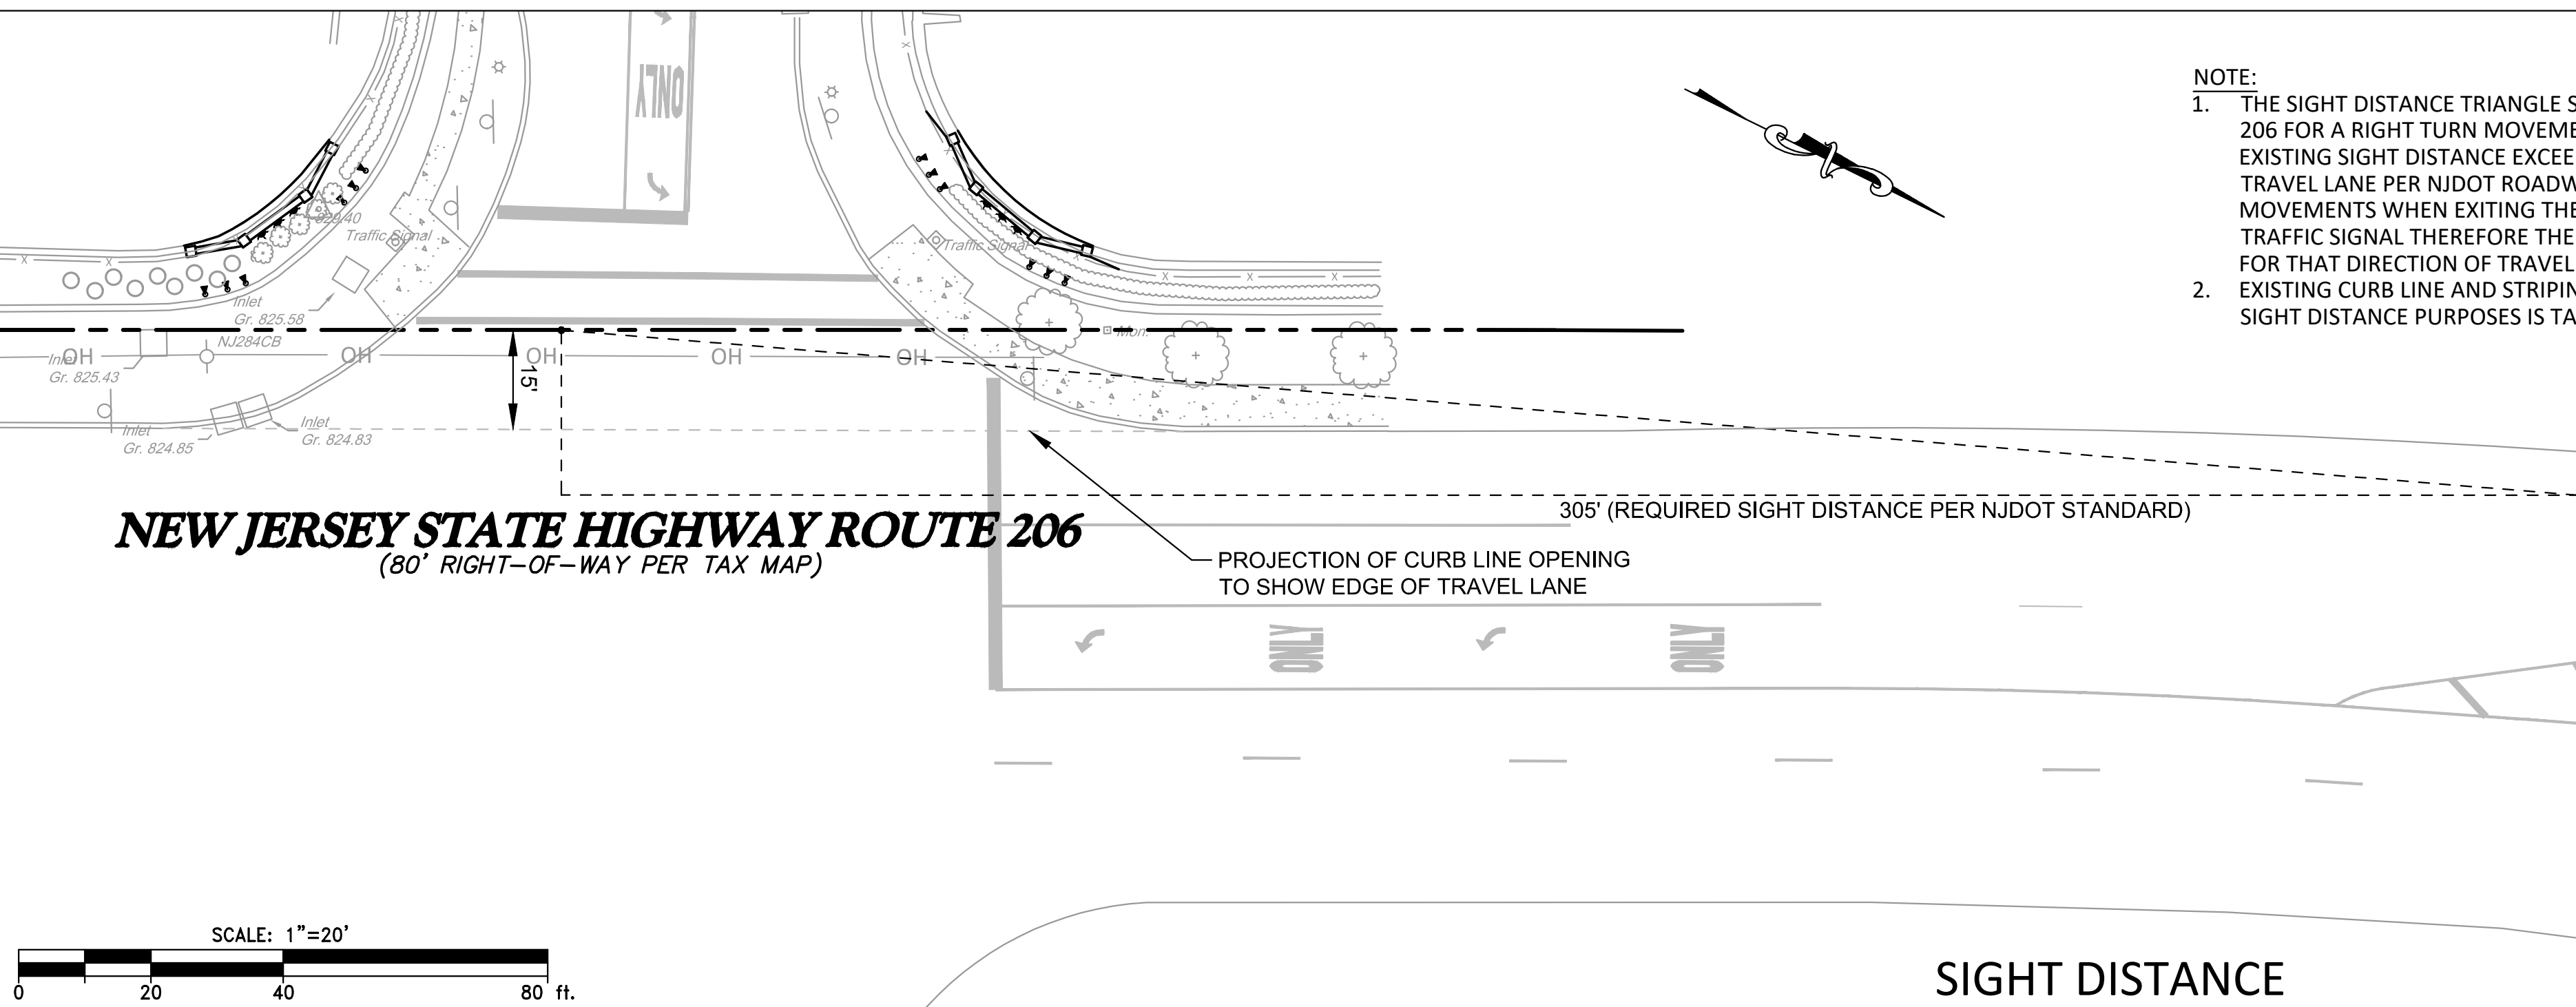 NOTE:
1. THE SIGHT DISTANCE TRIANGLE S
206 FOR A RIGHT TURN MOVEME
EXISTING SIGHT DISTANCE EXCEE
TRAVEL LANE PER NJDOT ROADW
MOVEMENTS WHEN EXITING THE
TRAFFIC SIGNAL THEREFORE THE
FOR THAT DIRECTION OF TRAVEL
2. EXISTING CURB LINE AND STRIPIN
SIGHT DISTANCE PURPOSES IS TA
ONLY
829.40
Traffic Signal
Traffic Signal
Inlet
Gr. 825.58
Mon.
NJ284CB
OH
OH
OH
OH
OH
Inlet
Gr. 825.43
15'
Inlet
Gr. 824.83
Inlet
Gr. 824.85
305' (REQUIRED SIGHT DISTANCE PER NJDOT STANDARD)
NEW JERSEY STATE HIGHWAY ROUTE 206
(80' RIGHT-OF-WAY PER TAX MAP)
PROJECTION OF CURB LINE OPENING
TO SHOW EDGE OF TRAVEL LANE
ONLY
ONLY
SCALE: 1"=20'
0 20 40 80 ft.
SIGHT DISTANCE